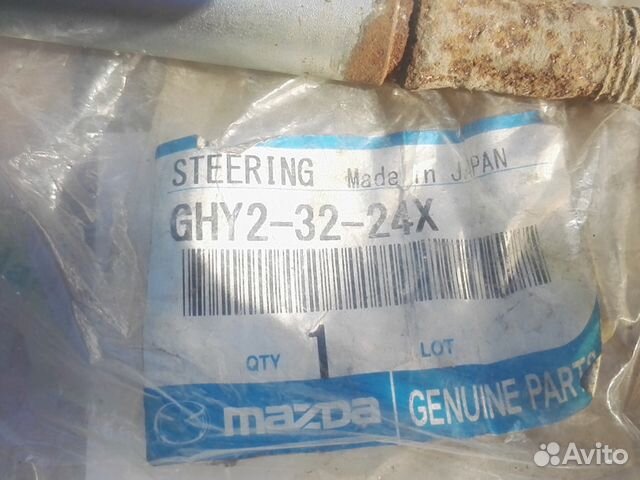 STEERING Made in JAPAN
GHY2-32-24X
QTY 1 LOT
mazda GENUINE PARTS
Avito